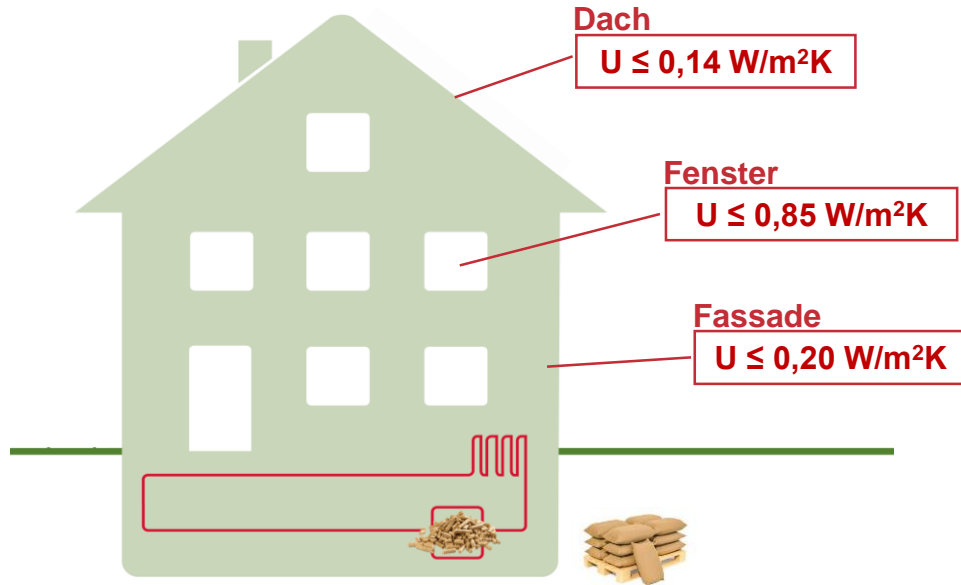 Dach
U ≤ 0,14 W/m²K
Fenster
U ≤ 0,85 W/m²K
Fassade
U ≤ 0,20 W/m²K